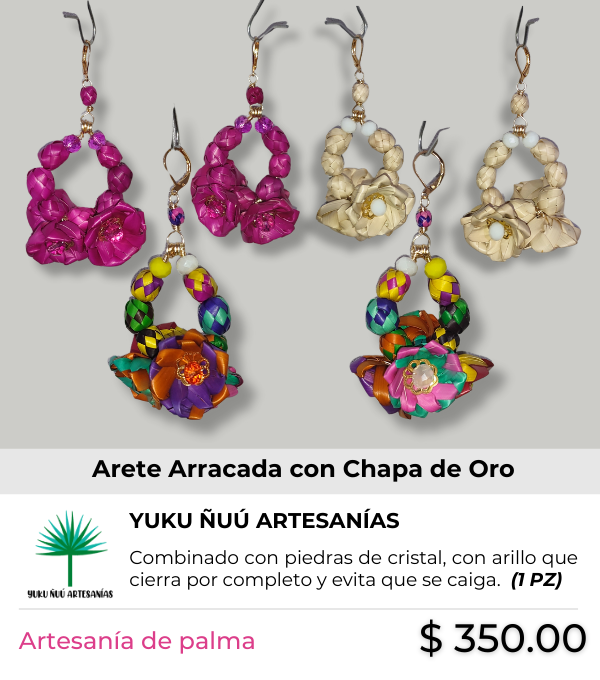 Arete Arracada con Chapa de Oro
YUKU ÑUÚ ARTESANÍAS
Combinado con piedras de cristal, con arillo que
cierra por completo y evita que se caiga. (1 PZ)
YUKU ÑUÚ ARTESANÍAS
Artesanía de palma
$ 350.00